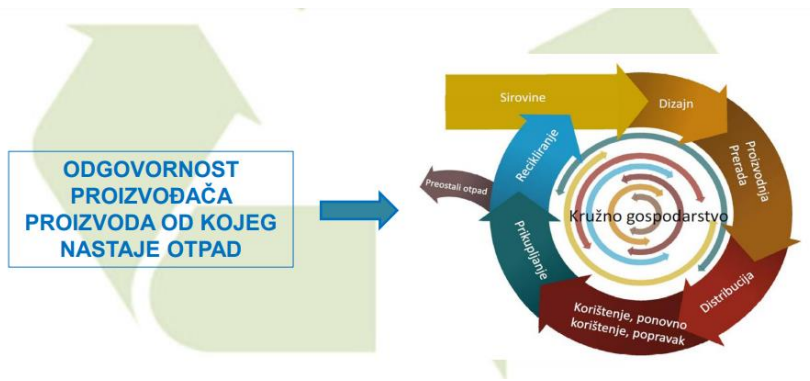 ODGOVORNOST
PROIZVOĐAČA
PROIZVODA OD KOJEG
NASTAJE OTPAD
Sirovine
Dizajn
Proizvodnja
Prerada
Distribucija
Korištenje, ponovno
korištenje, popravak
Prikupljanje
Preostali otpad
Recikliranje
Kružno gospodarstvo